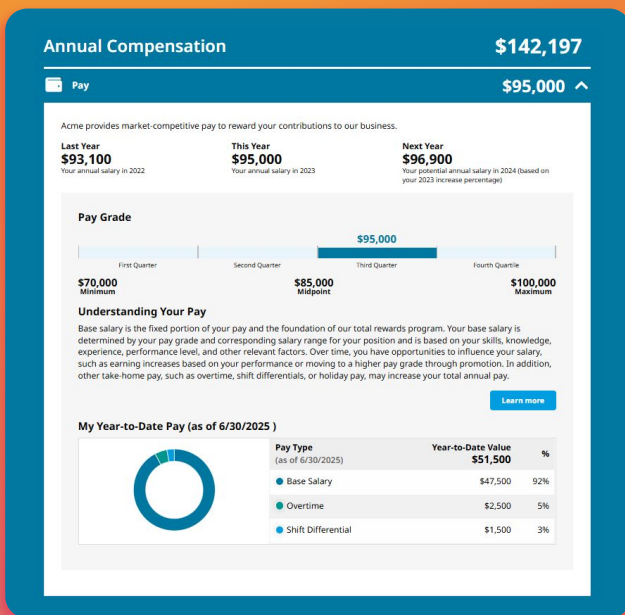 Annual Compensation $142,197
Pay $95,000
Acme provides market-competitive pay to reward your contributions to our business.
Last Year This Year Next Year
$93,100 $95,000 $96,900
Your annual salary in 2022 Your annual salary in 2023 Your potential annual salary in 2024 (based on
your 2023 increase percentage)
Pay Grade
$95,000
First Quarter Second Quarter Third Quarter Fourth Quartile
$70,000 $85,000 $100,000
Minimum Midpoint Maximum
Understanding Your Pay
Base salary is the fixed portion of your pay and the foundation of our total rewards program. Your base salary is
determined by your pay grade and corresponding salary range for your position and is based on your skills, knowledge,
experience, performance level, and other relevant factors. Over time, you have opportunities to influence your salary,
such as earning increases based on your performance or moving to a higher pay grade through promotion. In addition,
other take-home pay, such as overtime, shift differentials, or holiday pay, may increase your total annual pay.
Learn more
My Year-to-Date Pay (as of 6/30/2025 )
Pay Type Year-to-Date Value %
(as of 6/30/2025) $51,500
Base Salary $47,500 92%
Overtime $2,500 5%
Shift Differential $1,500 3%